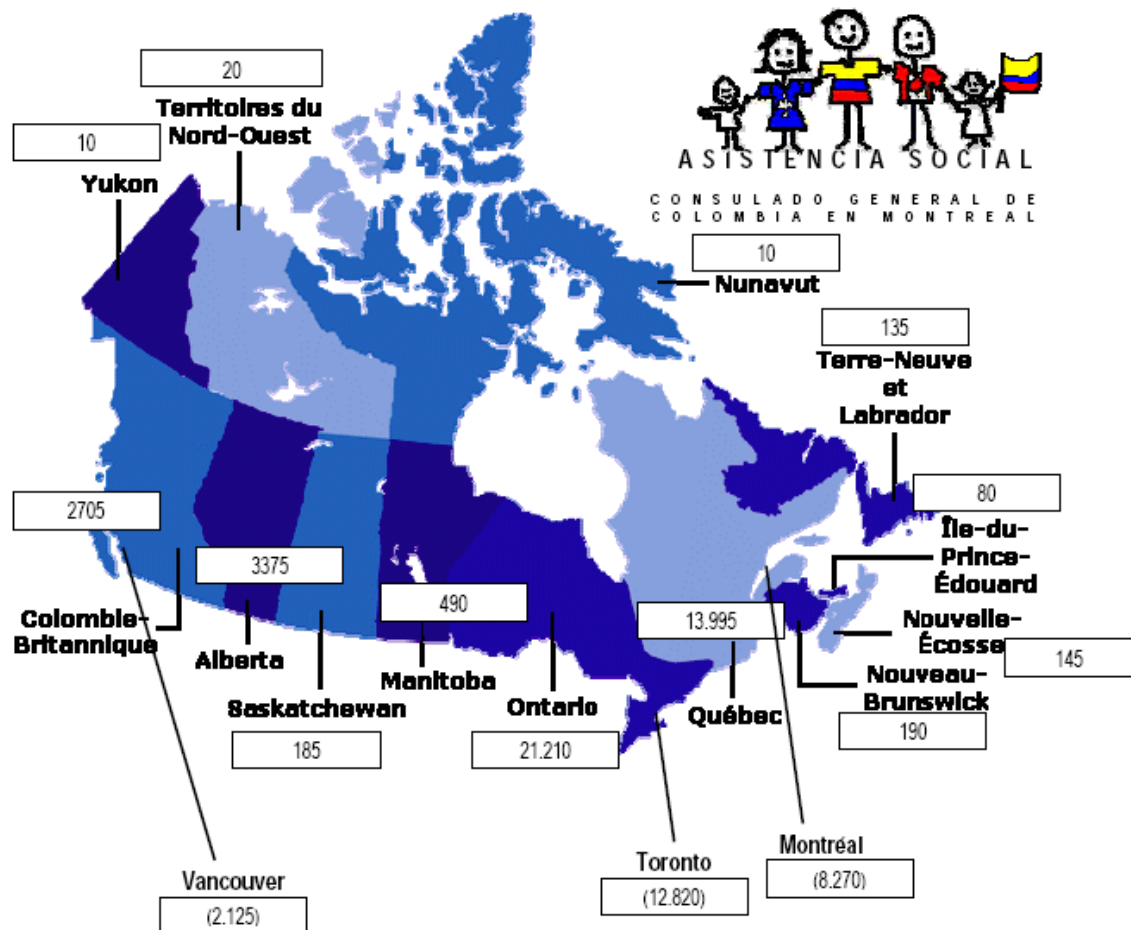 20
Territoires du
Nord-Ouest
10
Yukon
ASISTENCIA SOCIAL
CONSULADO GENERAL DE
COLOMBIA EN MONTREAL
10
Nunavut
135
Terre-Neuve
et
Labrador
80
Île-du-
Prince-
Édouard
2705
Colombie-
Britannique
3375
Alberta
185
Saskatchewan
490
Manitoba
21.210
Ontario
13.995
Québec
Nouvelle-
Écosse
145
Nouveau-
Brunswick
190
Vancouver
(2.125)
Toronto
(12.820)
Montréal
(8.270)